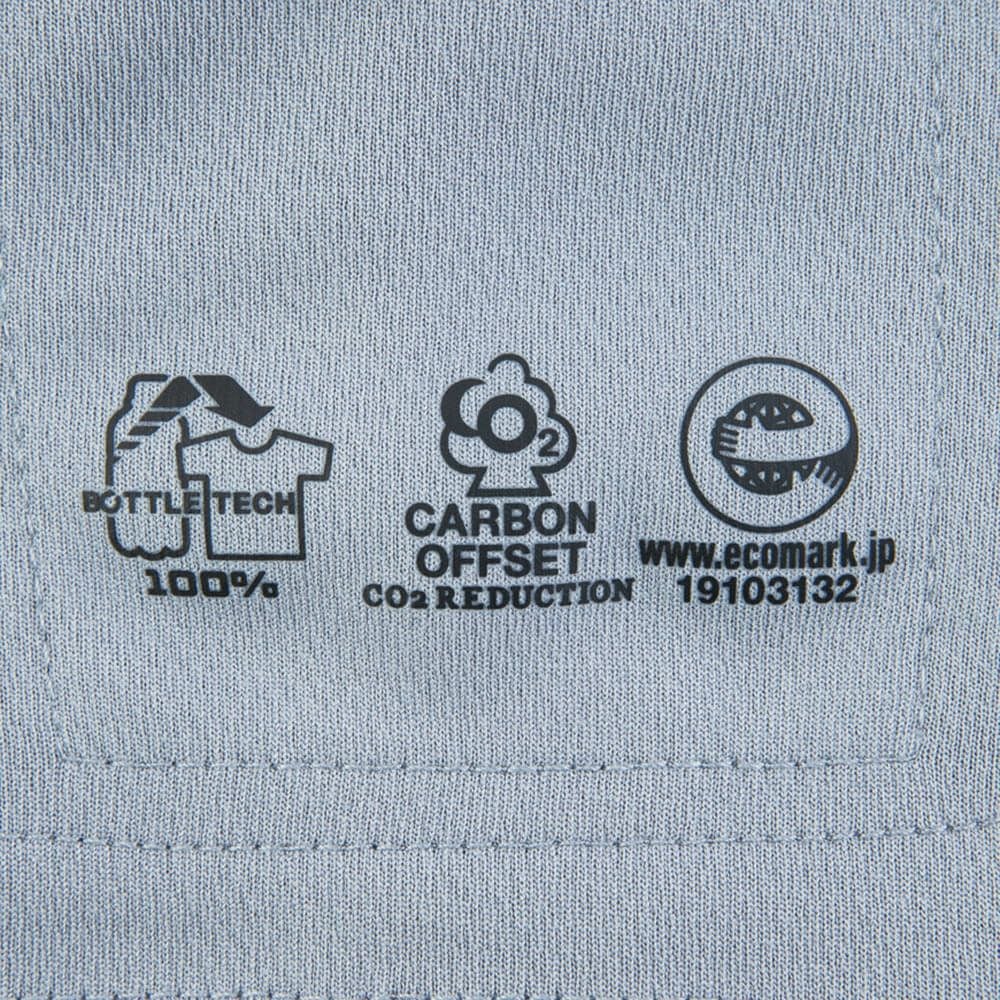 BOTTLE TECH
100%
CO2
CARBON
OFFSET
CO2 REDUCTION
www.ecomark.jp
19103132